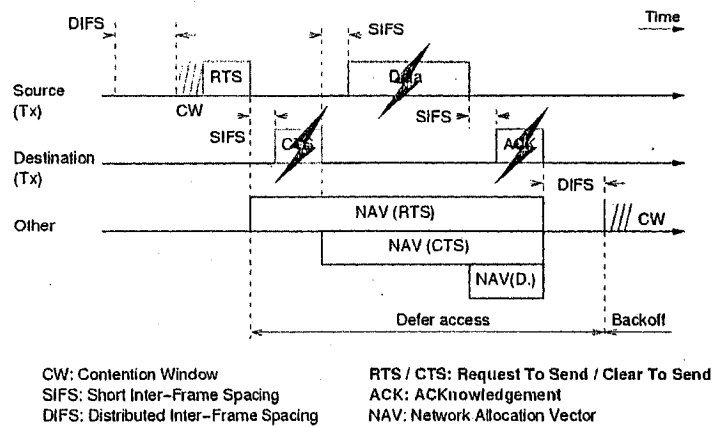 DIFS
SIFS
Time
RTS
Data
Source
(Tx)
CW
SIFS
SIFS
CTS
ACK
Destination
(Tx)
DIFS
NAV (RTS)
Other
CW
NAV (CTS)
NAV(D.)
Defer access
Backoff
CW: Contention Window
SIFS: Short Inter-Frame Spacing
DIFS: Distributed Inter-Frame Spacing
RTS / CTS: Request To Send / Clear To Send
ACK: ACKnowledgement
NAV: Network Allocation Vector